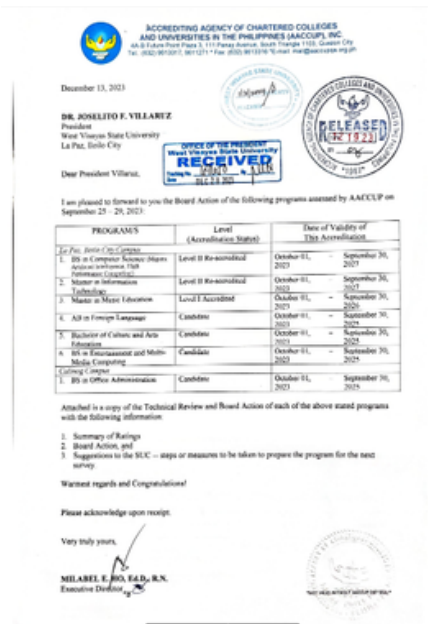 ACCREDITING AGENCY OF CHARTERED COLLEGES
AND UNIVERSITIES IN THE PHILIPPINES (AACCUP), INC.
December 13, 2023
DR. JOSELITO F. VILLARUZ
President
West Visayas State University
La Paz, Iloilo City
OFFICE OF THE PRESIDENT
West Visayas State University
RECEIVED
RELEASED
Dear President Villaruz,
I am pleased to forward to you the Board Action of the following programs assessed by AACCUP on
September 25 – 29, 2023:
PROGRAM/S Level Date of Validity of
(Accreditation Status) This Accreditation
La Paz, Iloilo City Campus
1. BS in Computer Science Level II Re-accredited October 01, 2023 - September 30, 2027
2. Master in Information Technology Level II Re-accredited October 01, 2023 - September 30, 2027
3. Master in Music Education Level I Accredited October 01, 2023 - September 30, 2026
4. AB in Foreign Language Candidate October 01, 2023 - September 30, 2025
5. Bachelor of Culture and Arts Education Candidate October 01, 2023 - September 30, 2025
6. BS in Entertainment and Multi-Media Computing Candidate October 01, 2023 - September 30, 2025
Calinog Campus
1. BS in Office Administration Candidate October 01, 2023 - September 30, 2025
Attached is a copy of the Technical Review and Board Action of each of the above stated programs
with the following information:
1. Summary of Ratings
2. Board Action, and
3. Suggestions to the SUC – steps or measures to be taken to prepare the program for the next
survey.
Warmest regards and Congratulations!
Please acknowledge upon receipt.
Very truly yours,
MILABEL E. HO, Ed.D., R.N.
Executive Director